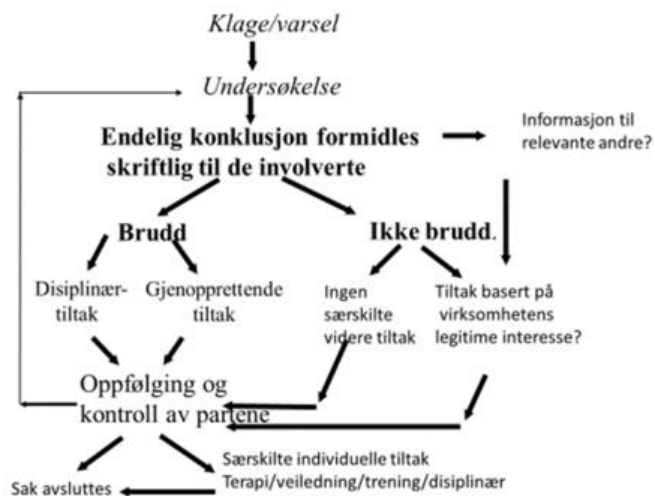 Klage/varsel
Undersøkelse
Endelig konklusjon formidles
skriftlig til de involverte
Informasjon til
relevante andre?
Brudd
Ikke brudd.
Disiplinær-
tiltak
Gjenopprettende
tiltak
Ingen
særskilte
videre tiltak
Tiltak basert på
virksomhetens
legitime interesse?
Oppfølging og
kontroll av partene
Særskilte individuelle tiltak
Terapi/veiledning/trening/disiplinær
Sak avsluttes